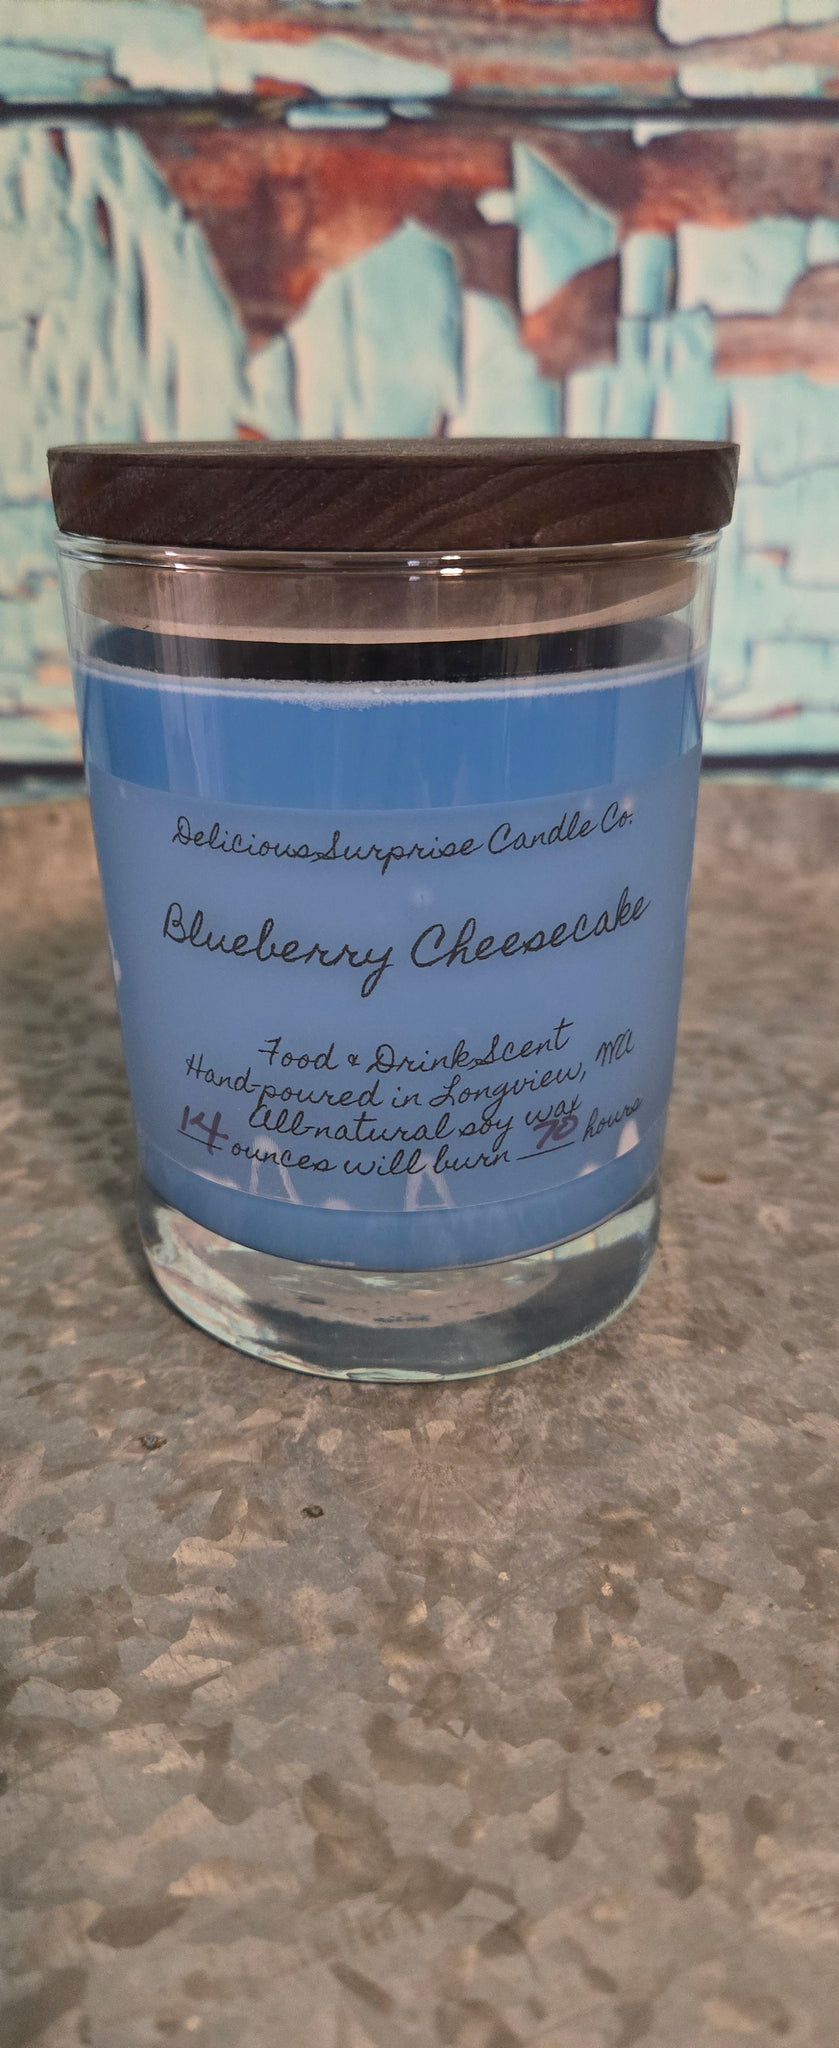 Delicious Surprise Candle Co.
Blueberry Cheesecake
Food & Drink Scent
Hand-poured in Longview, WA
All-natural soy wax
14 ounces will burn 70 hours